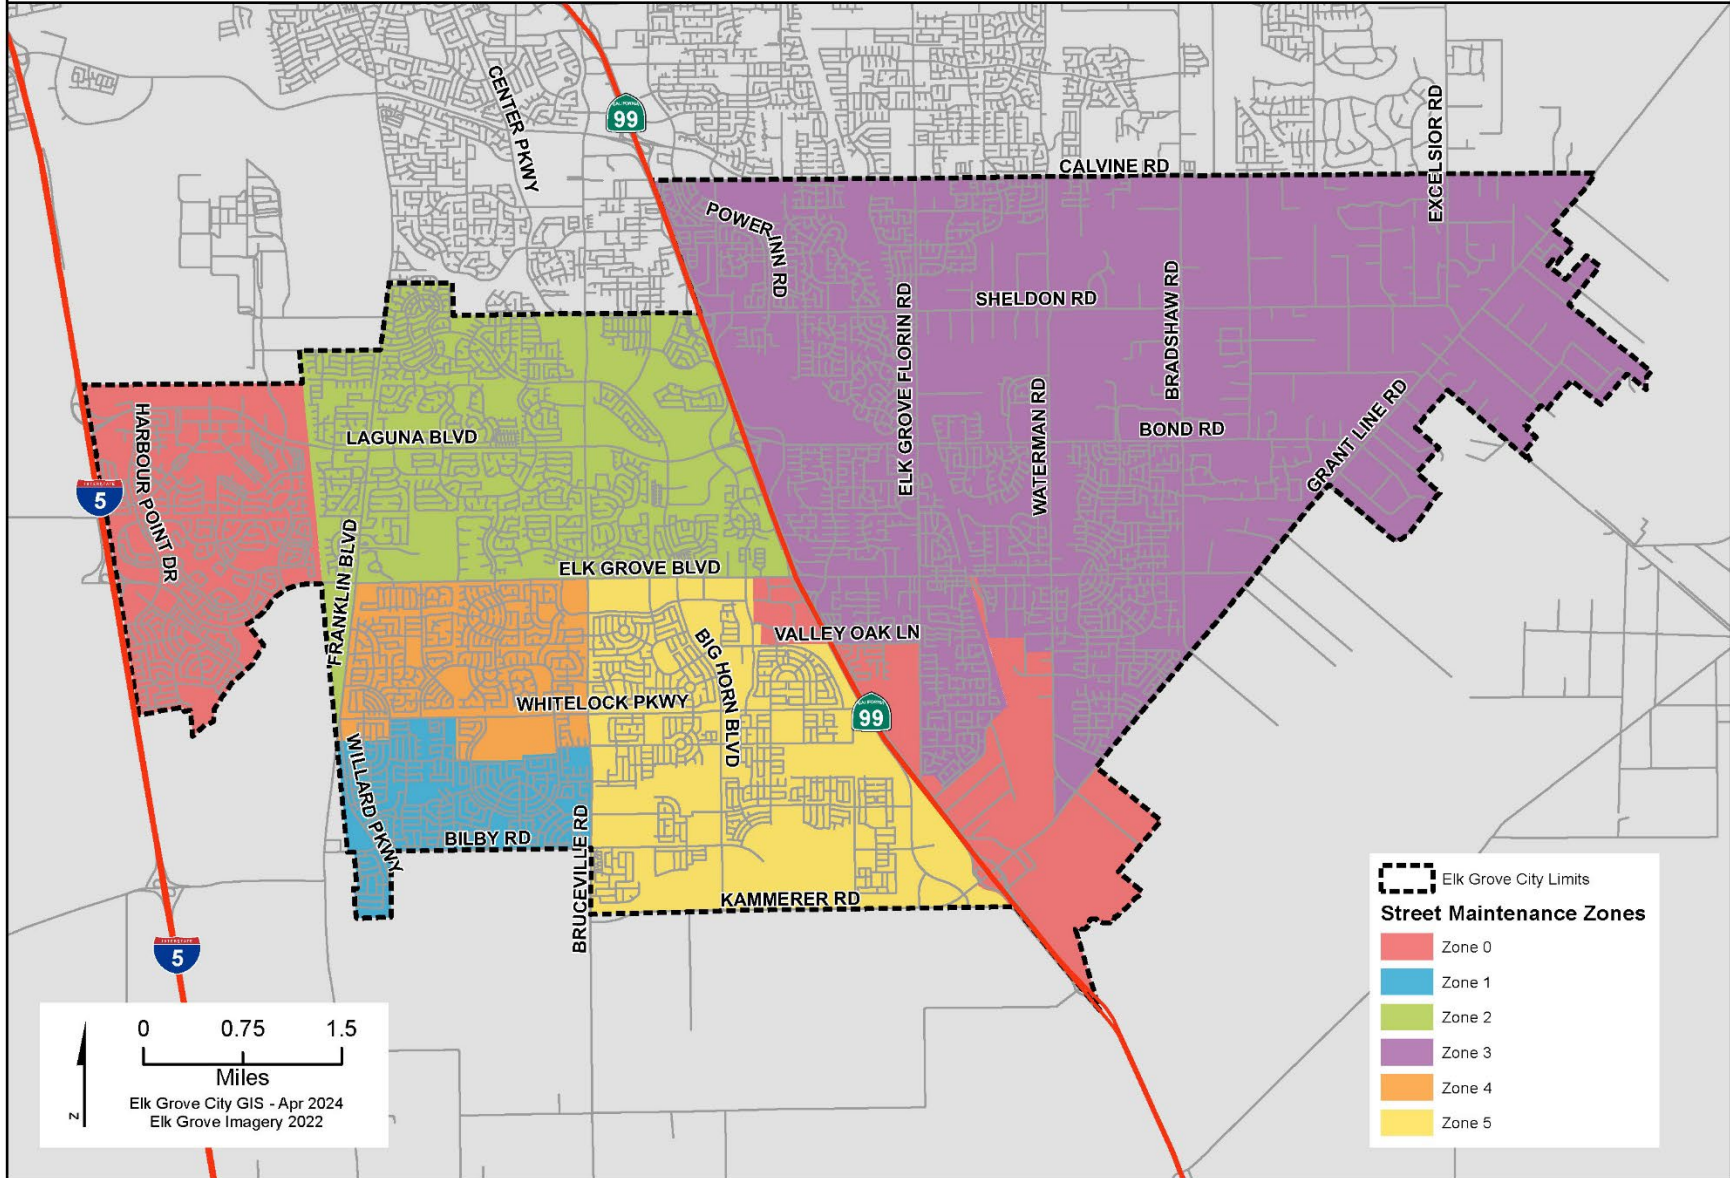 CENTER PKWY
CALIFORNIA
99
CALVINE RD
EXCELSIOR RD
POWER INN RD
SHELDON RD
ELK GROVE FLORIN RD
BRADSHAW RD
WATERMAN RD
BOND RD
GRANT LINE RD
HARBOUR POINT DR
LAGUNA BLVD
INTERSTATE
5
FRANKLIN BLVD
ELK GROVE BLVD
VALLEY OAK LN
BIG HORN BLVD
WHITELOCK PKWY
CALIFORNIA
99
WILLARD PKWY
BILBY RD
BRUCEVILLE RD
KAMMERER RD
INTERSTATE
5
Elk Grove City Limits
Street Maintenance Zones
Zone 0
Zone 1
Zone 2
Zone 3
Zone 4
Zone 5
0 0.75 1.5
Miles
Elk Grove City GIS - Apr 2024
Elk Grove Imagery 2022
N